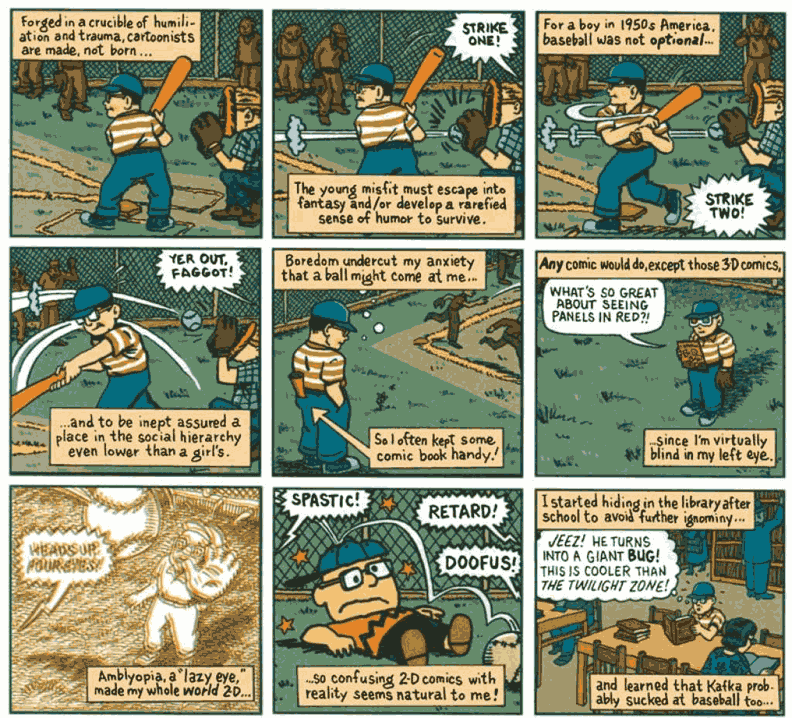 Forged in a crucible of humili-
ation and trauma, cartoonists
are made, not born...
STRIKE
ONE!
The young misfit must escape into
fantasy and/or develop a rarefied
sense of humor to survive.
For a boy in 1950s America,
baseball was not optional...
STRIKE
TWO!
YER OUT,
FAGGOT!
...and to be inept assured a
place in the social hierarchy
even lower than a girl's.
Boredom undercut my anxiety
that a ball might come at me...
So I often kept some
comic book handy!
Any comic would do, except those 3-D comics,
WHAT'S SO GREAT
ABOUT SEEING
PANELS IN RED?!
...since I'm virtually
blind in my left eye.
HEADS UP,
FOUR-EYES!
Amblyopia, a "lazy eye,"
made my whole world 2-D...
SPASTIC!
RETARD!
DOOFUS!
...so confusing 2-D comics with
reality seems natural to me!
I started hiding in the library after
school to avoid further ignominy...
JEEZ! HE TURNS
INTO A GIANT BUG!
THIS IS COOLER THAN
THE TWILIGHT ZONE!
and learned that Kafka prob-
ably sucked at baseball too...